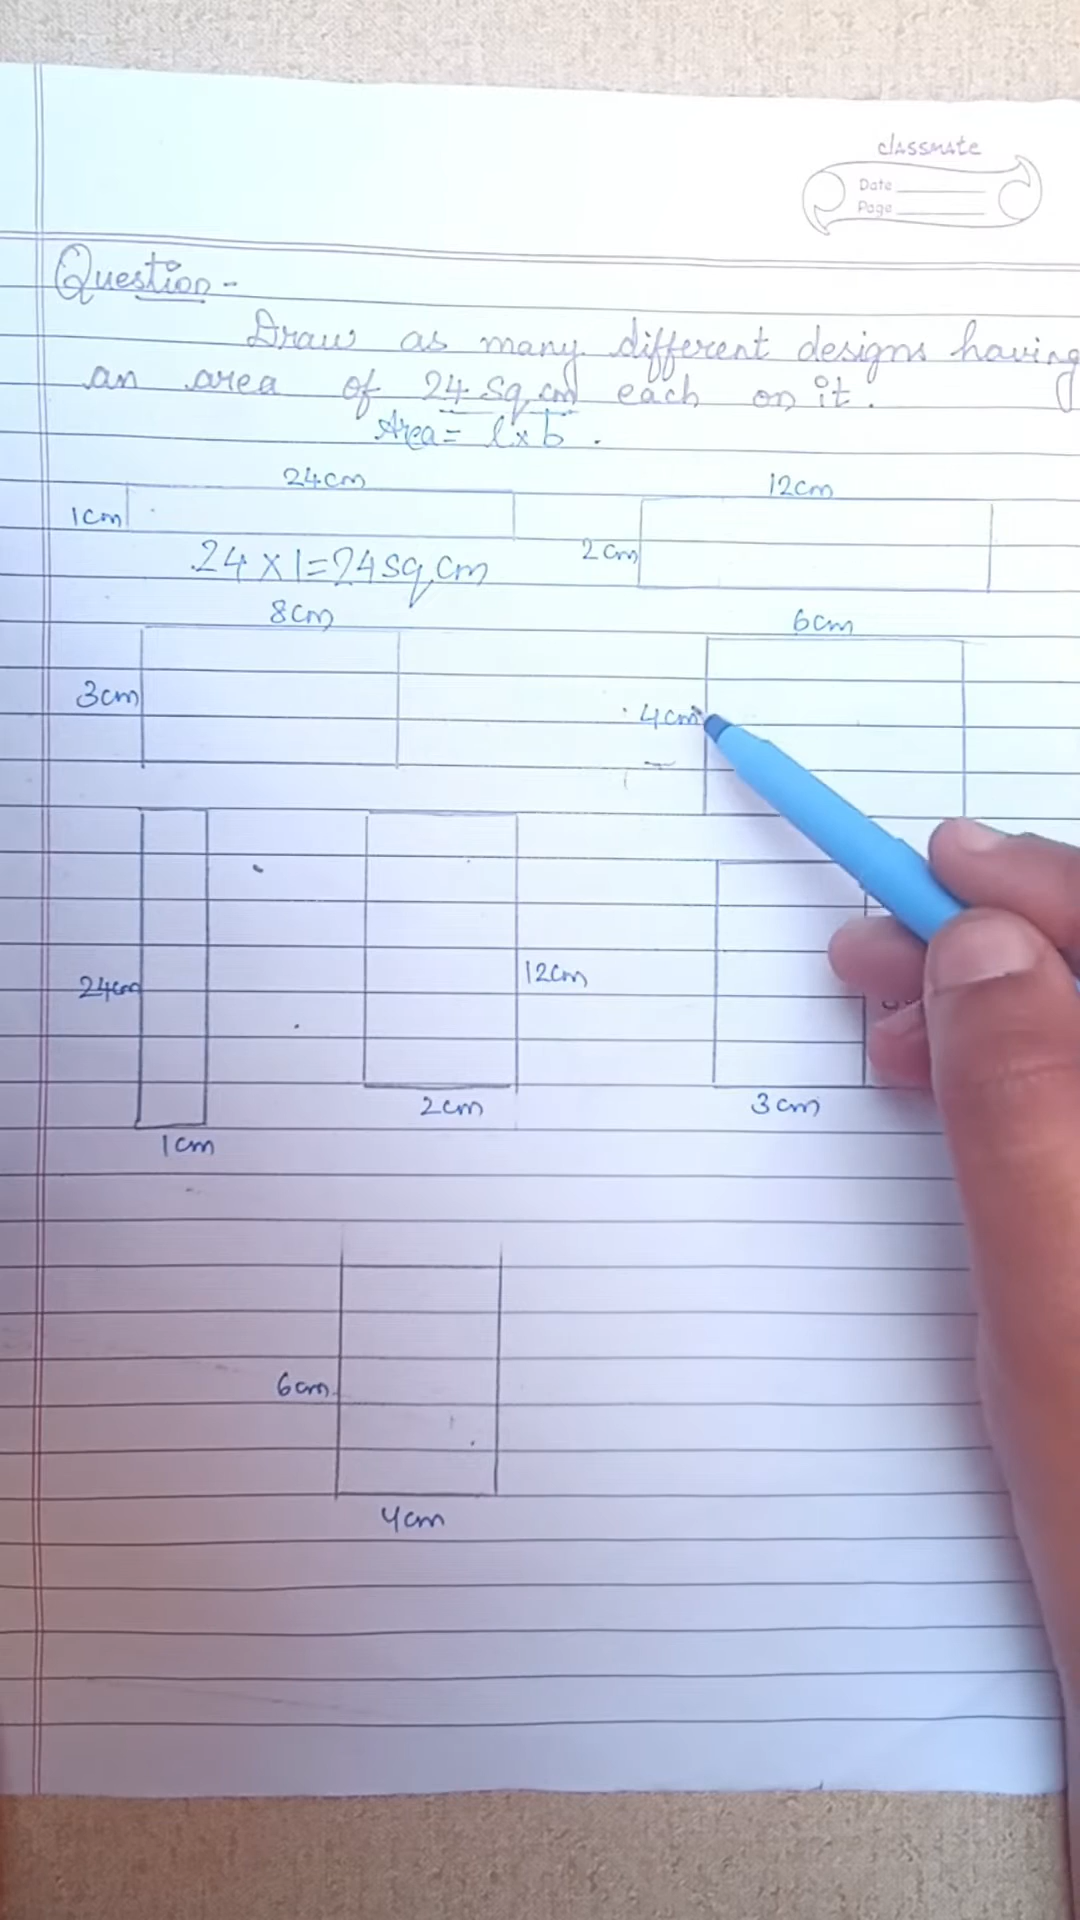 classmate
Date
Page
Question-
Draw as many different designs having
an area of 24 sq cm each on it.
Area = l×b.
24cm
12cm
1cm
2cm
24 × 1 = 24 sq cm
8cm
6cm
3cm
4cm
24cm
12cm
2cm
3cm
1cm
6cm
4cm